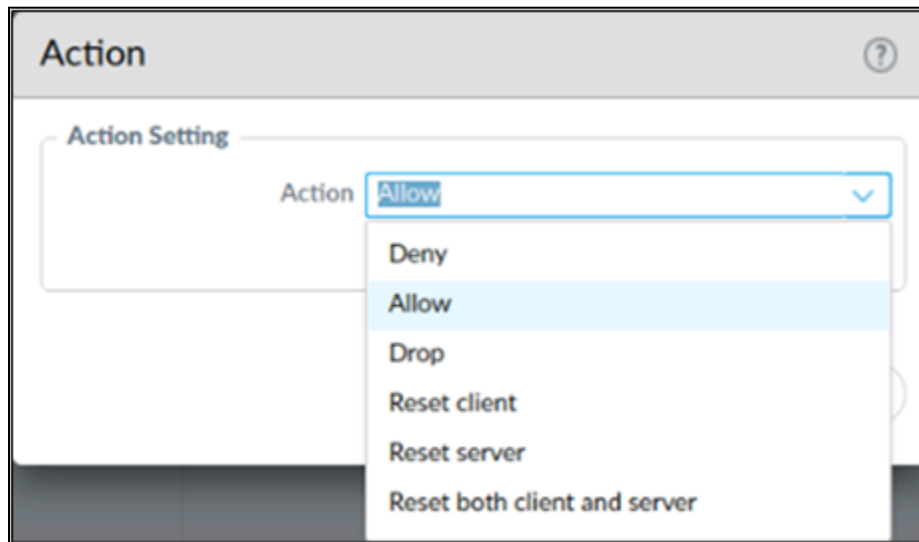 Action
?
Action Setting
Action Allow
Deny
Allow
Drop
Reset client
Reset server
Reset both client and server